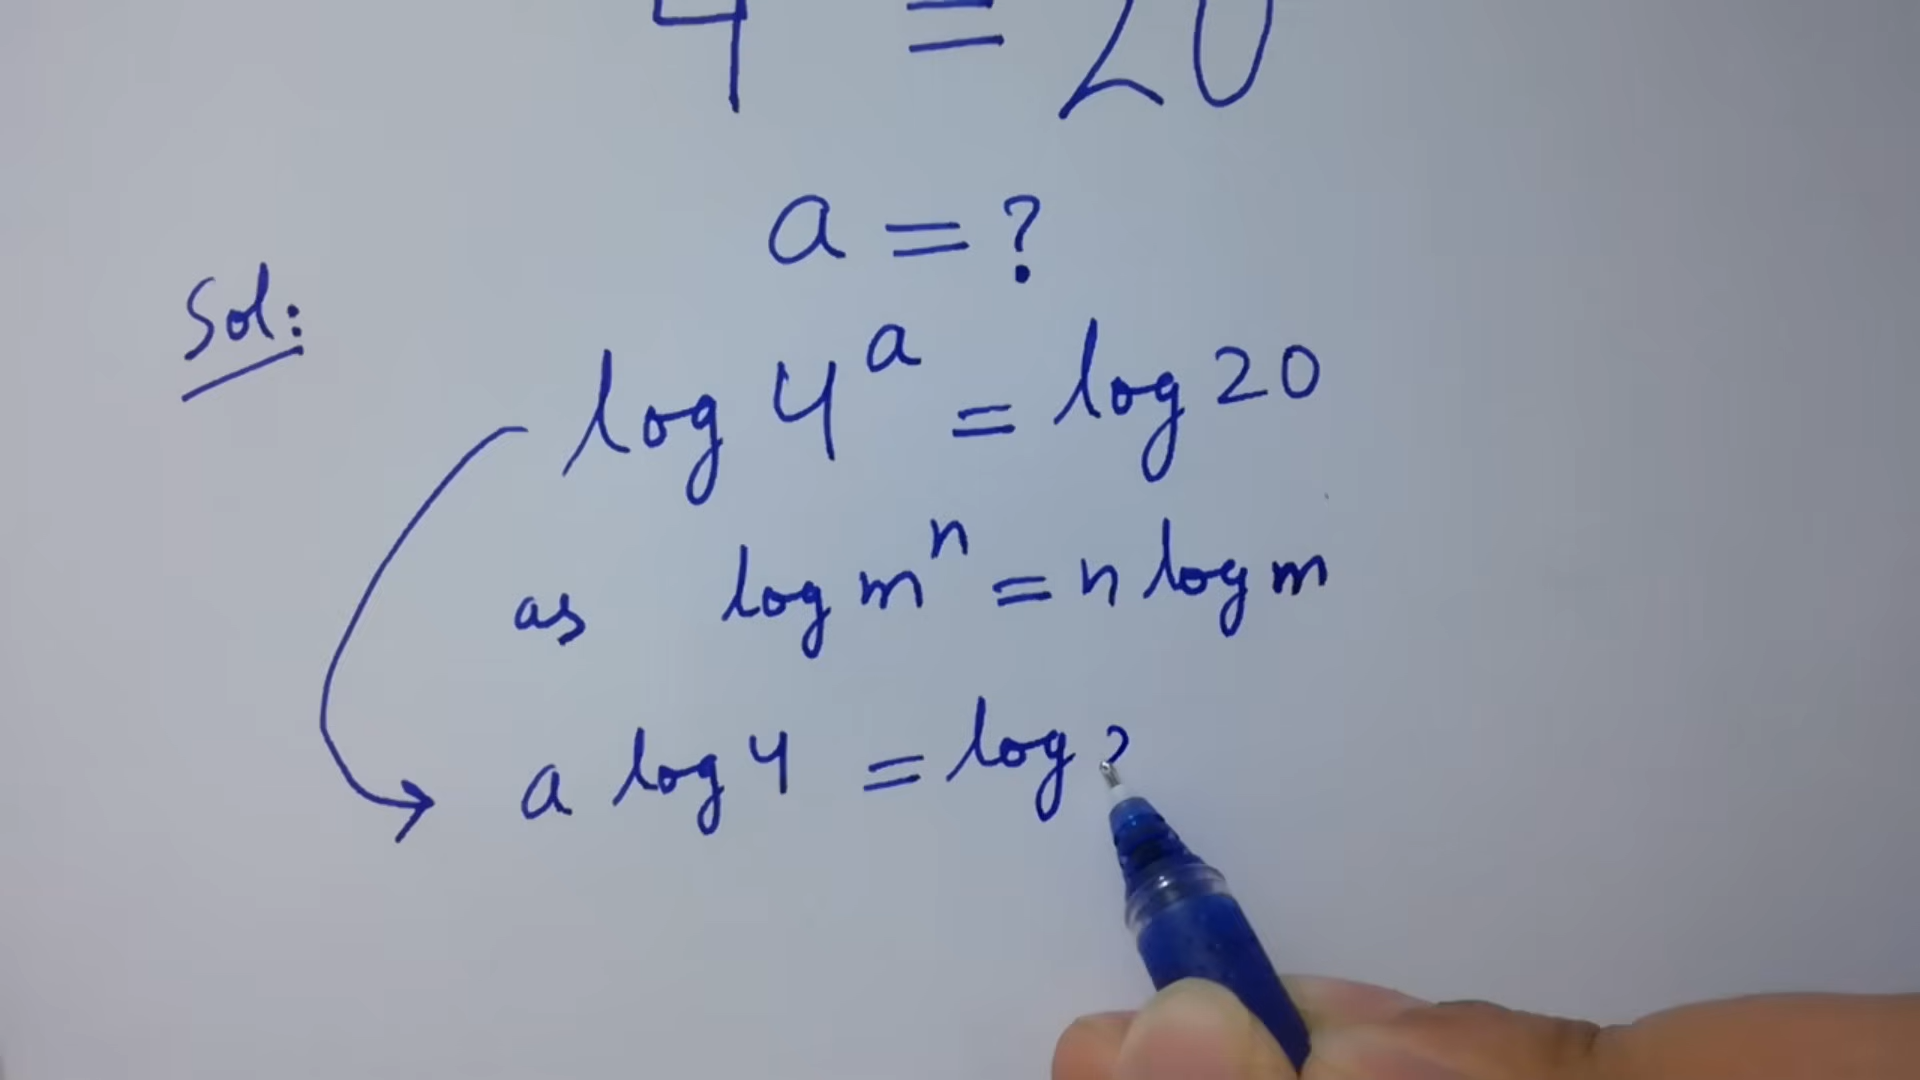 4 = 20
a = ?
Sol:
log 4^a = log 20
as log m^n = n log m
a log 4 = log 2